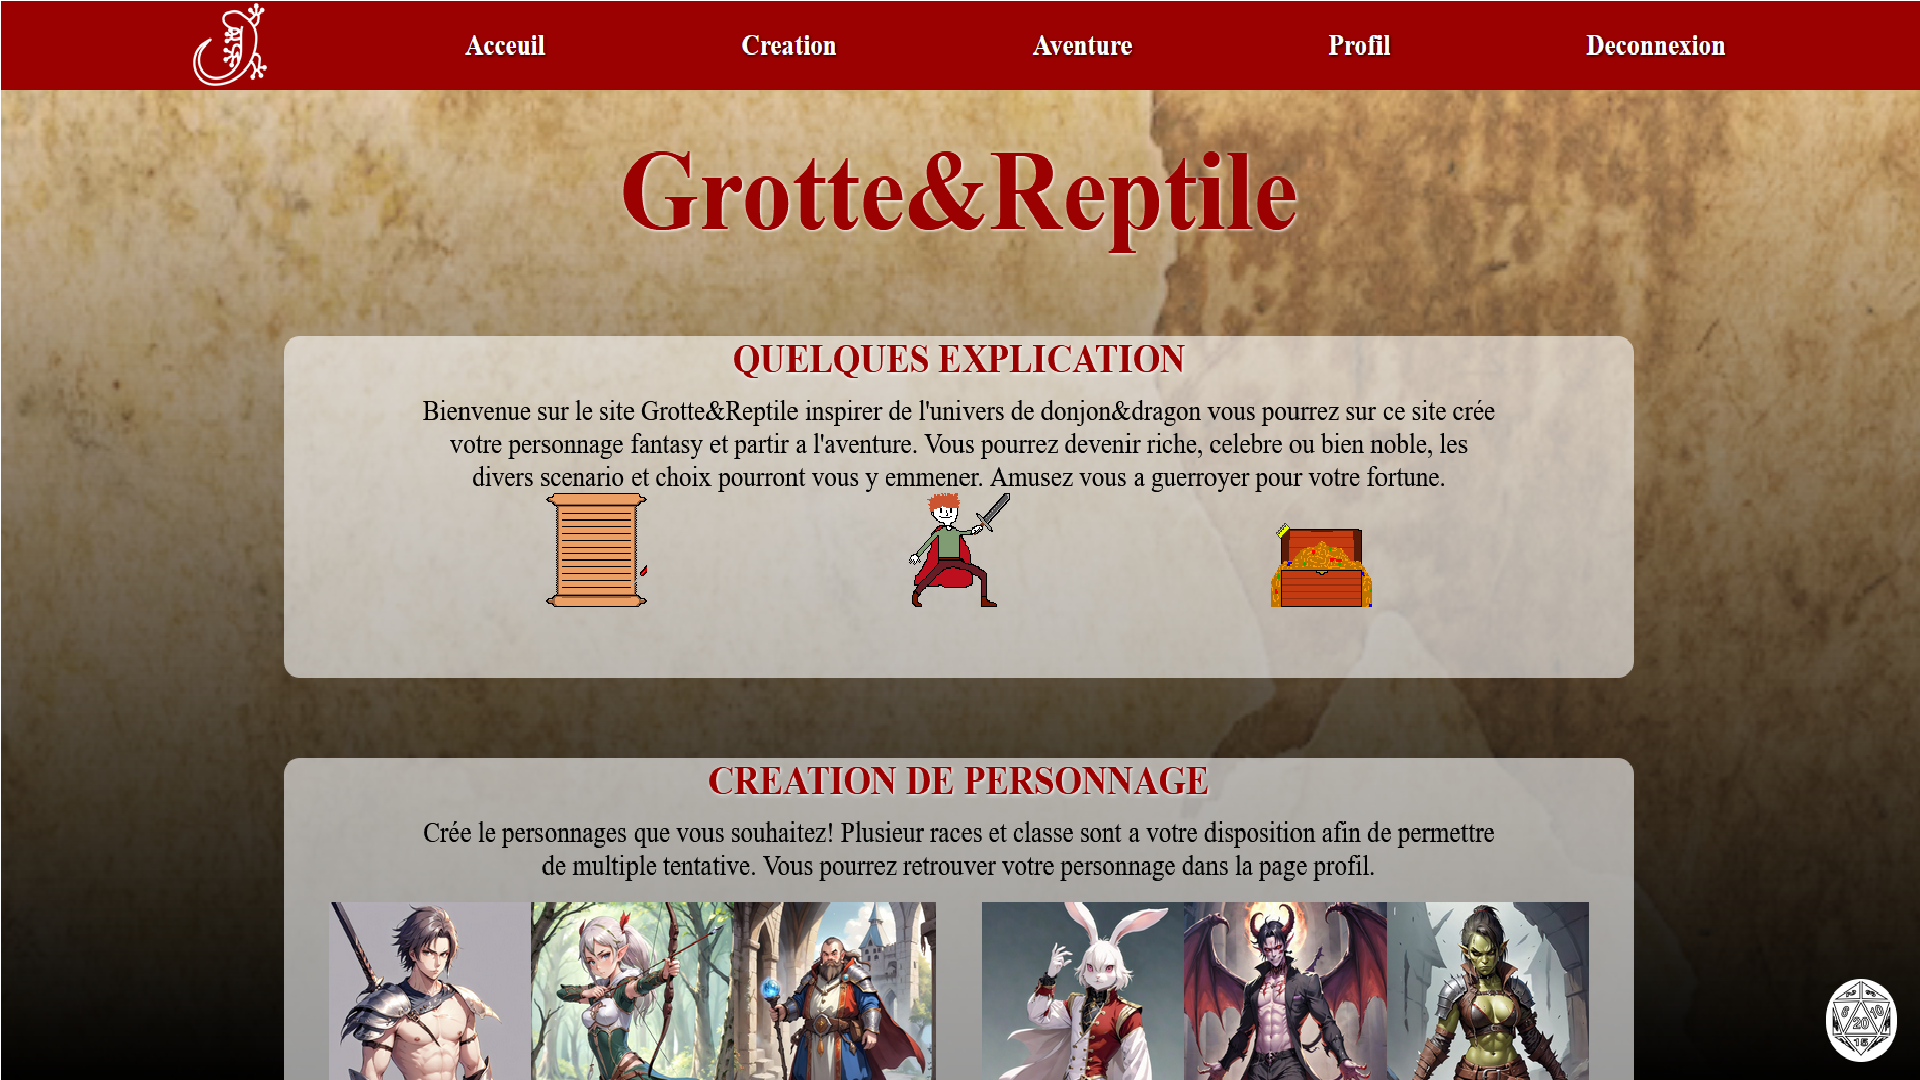 Acceuil Creation Aventure Profil Deconnexion
Grotte&Reptile
QUELQUES EXPLICATION
Bienvenue sur le site Grotte&Reptile inspirer de l'univers de donjon&dragon vous pourrez sur ce site crée
votre personnage fantasy et partir a l'aventure. Vous pourrez devenir riche, celebre ou bien noble, les
divers scenario et choix pourront vous y emmener. Amusez vous a guerroyer pour votre fortune.
CREATION DE PERSONNAGE
Crée le personnages que vous souhaitez! Plusieur races et classe sont a votre disposition afin de permettre
de multiple tentative. Vous pourrez retrouver votre personnage dans la page profil.
20